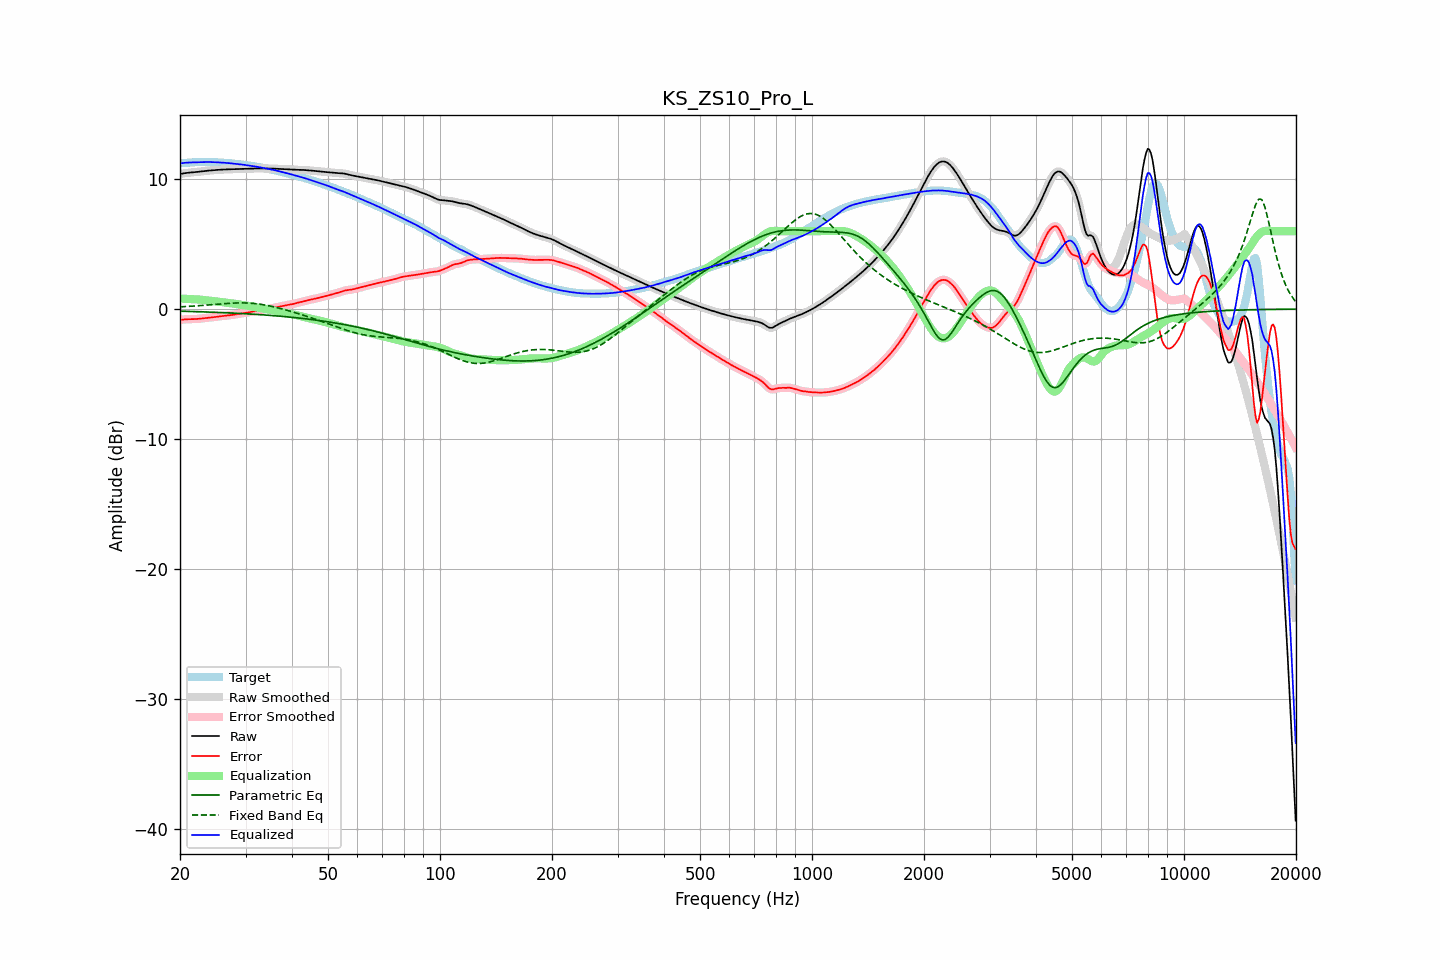 KS_ZS10_Pro_L
Amplitude (dBr)
10
0
−10
−20
−30
−40
Target
Raw Smoothed
Error Smoothed
Raw
Error
Equalization
Parametric Eq
Fixed Band Eq
Equalized
20 50 100 200 500 1000 2000 5000 10000 20000
Frequency (Hz)